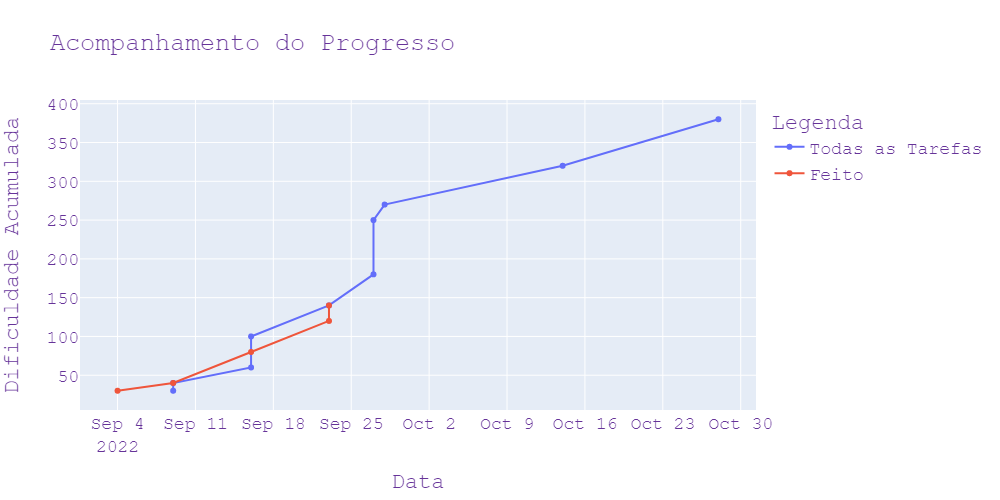 Acompanhamento do Progresso
Dificuldade Acumulada
400
350
300
250
200
150
100
50
Sep 4 Sep 11 Sep 18 Sep 25 Oct 2 Oct 9 Oct 16 Oct 23 Oct 30
2022
Data
Legenda
Todas as Tarefas
Feito